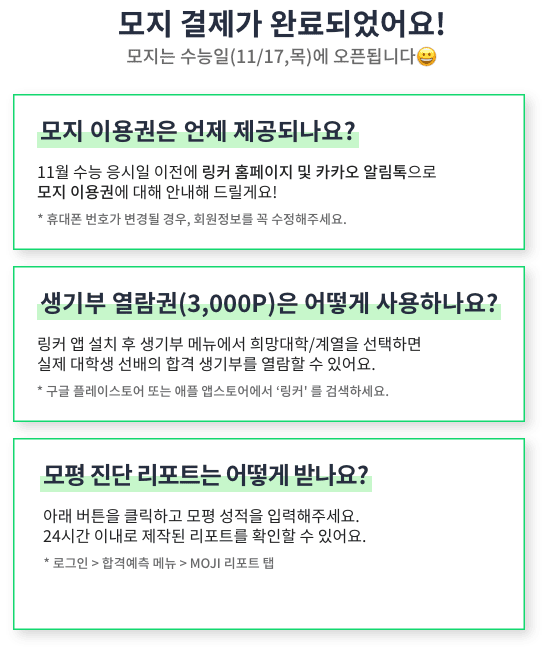 모지 결제가 완료되었어요!
모지는 수능일(11/17,목)에 오픈됩니다😀
모지 이용권은 언제 제공되나요?
11월 수능 응시일 이전에 링커 홈페이지 및 카카오 알림톡으로
모지 이용권에 대해 안내해 드릴게요!
* 휴대폰 번호가 변경될 경우, 회원정보를 꼭 수정해주세요.
생기부 열람권(3,000P)은 어떻게 사용하나요?
링커 앱 설치 후 생기부 메뉴에서 희망대학/계열을 선택하면
실제 대학생 선배의 합격 생기부를 열람할 수 있어요.
* 구글 플레이스토어 또는 애플 앱스토어에서 ‘링커' 를 검색하세요.
모평 진단 리포트는 어떻게 받나요?
아래 버튼을 클릭하고 모평 성적을 입력해주세요.
24시간 이내로 제작된 리포트를 확인할 수 있어요.
* 로그인 > 합격예측 메뉴 > MOJI 리포트 탭